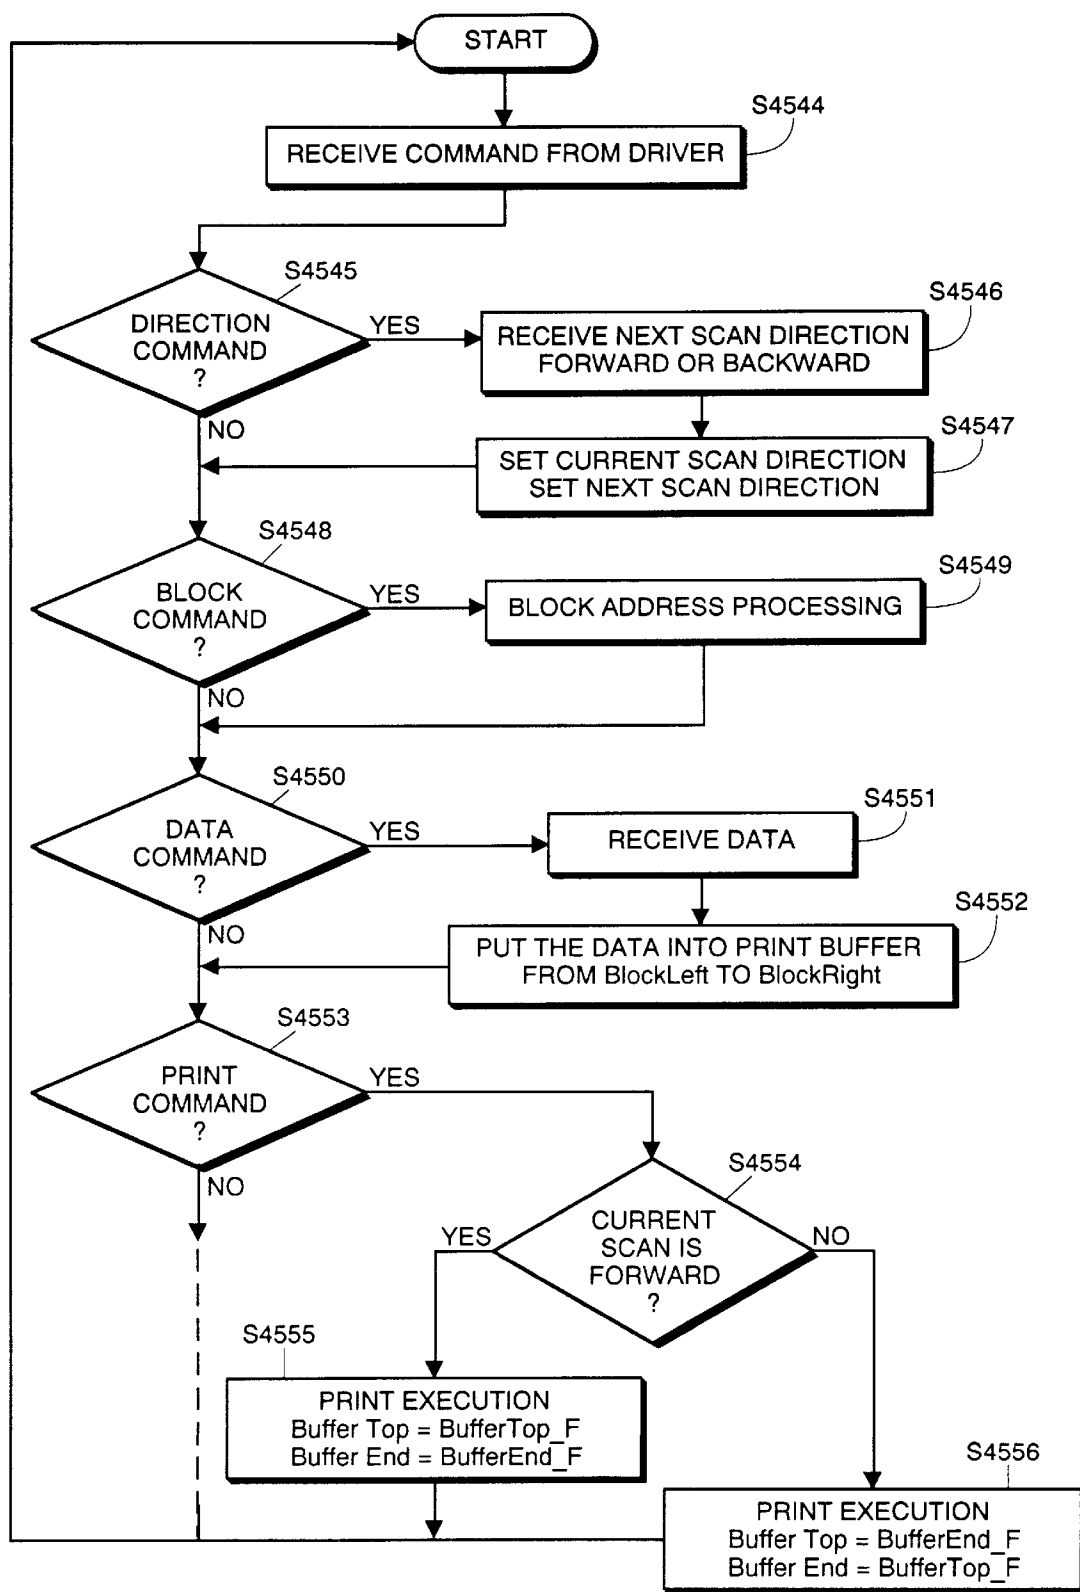 START
S4544
RECEIVE COMMAND FROM DRIVER
S4545
DIRECTION
COMMAND
?
YES
NO
S4546
RECEIVE NEXT SCAN DIRECTION
FORWARD OR BACKWARD
S4547
SET CURRENT SCAN DIRECTION
SET NEXT SCAN DIRECTION
S4548
BLOCK
COMMAND
?
YES
NO
S4549
BLOCK ADDRESS PROCESSING
S4550
DATA
COMMAND
?
YES
NO
S4551
RECEIVE DATA
S4552
PUT THE DATA INTO PRINT BUFFER
FROM BlockLeft TO BlockRight
S4553
PRINT
COMMAND
?
YES
NO
S4554
CURRENT
SCAN IS
FORWARD
?
YES
NO
S4555
PRINT EXECUTION
Buffer Top = BufferTop_F
Buffer End = BufferEnd_F
S4556
PRINT EXECUTION
Buffer Top = BufferEnd_F
Buffer End = BufferTop_F